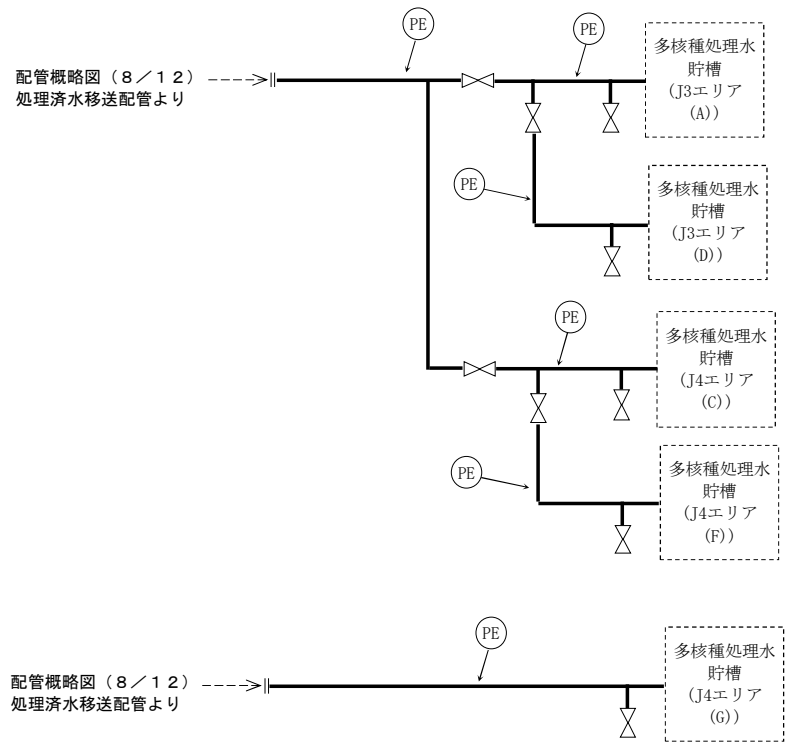 PE
PE
配管概略図（８／１２）
処理済水移送配管より
多核種処理水
貯槽
(J3エリア
(A))
PE
多核種処理水
貯槽
(J3エリア
(D))
PE
多核種処理水
貯槽
(J4エリア
(C))
PE
多核種処理水
貯槽
(J4エリア
(F))
PE
配管概略図（８／１２）
処理済水移送配管より
多核種処理水
貯槽
(J4エリア
(G))